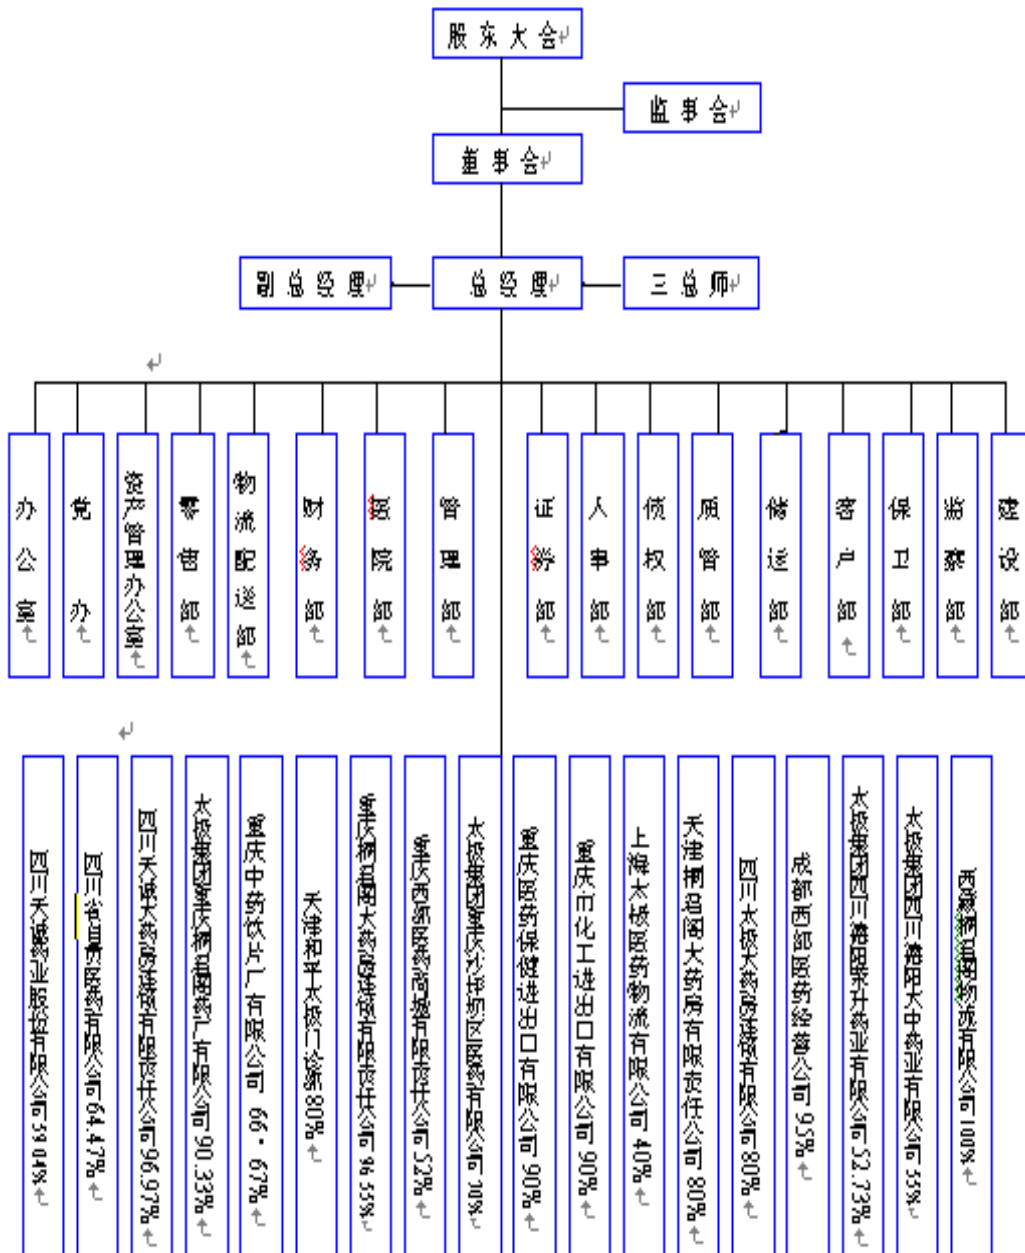 股东大会
监事会
董事会
副总经理
总经理
三总师
办公室
党办
资产管理办公室
零售部
物流配送部
财务部
医院部
管理部
证券部
人事部
债权部
质管部
储运部
客户部
保卫部
监察部
建设部
四川天诚药业股份有限公司59.04%
四川省 医药有限公司64.47%
四川天诚大药房连锁有限责任公司96.97%
太极集团重庆桐君阁药厂有限公司90.33%
重庆中药饮片厂有限公司 66.67%
天津和平太极门诊部80%
重庆桐君阁大药房连锁有限责任公司96.55%
重庆西部医药商城有限责任公司52%
太极集团重庆沙坪坝区医药有限公司
重庆医药保健进出口有限公司90%
重庆市化工进出口有限公司90%
上海太极医药物流有限公司40%
天津桐君阁大药房有限责任公司80%
四川太极大药房连锁有限公司80%
成都西部医药经营公司95%
太极集团四川德阳荣升药业有限公司52.73%
太极集团四川德阳大中药业有限公司55%
西藏桐君阁物流有限公司100%